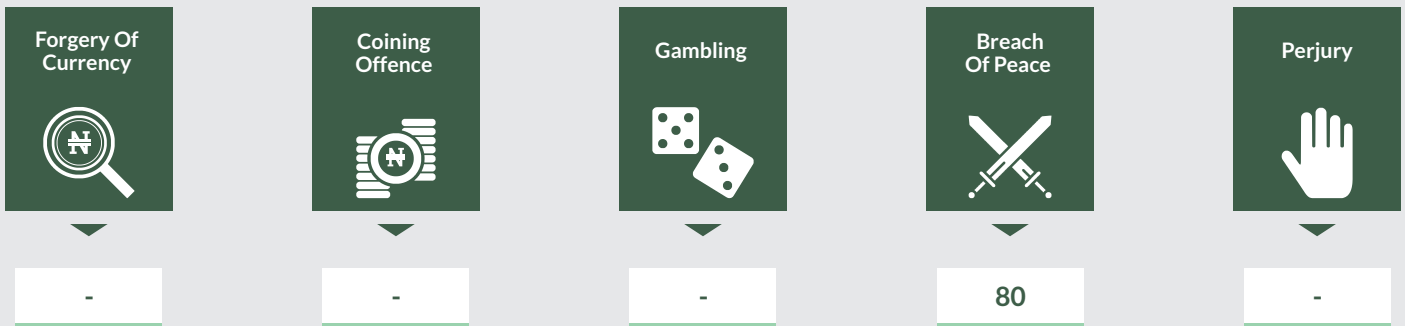 Forgery Of
Currency
Coining
Offence
Gambling
Breach
Of Peace
Perjury
₦
₦
-
-
-
80
-